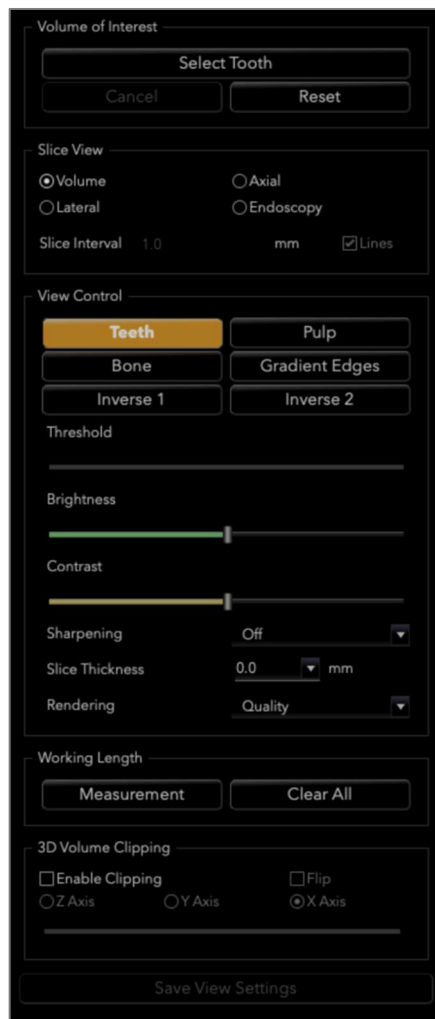 Volume of Interest
Select Tooth
Cancel Reset
Slice View
Volume Axial
Lateral Endoscopy
Slice Interval 1.0 mm Lines
View Control
Teeth Pulp
Bone Gradient Edges
Inverse 1 Inverse 2
Threshold
Brightness
Contrast
Sharpening Off
Slice Thickness 0.0 mm
Rendering Quality
Working Length
Measurement Clear All
3D Volume Clipping
Enable Clipping Flip
Z Axis Y Axis X Axis
Save View Settings